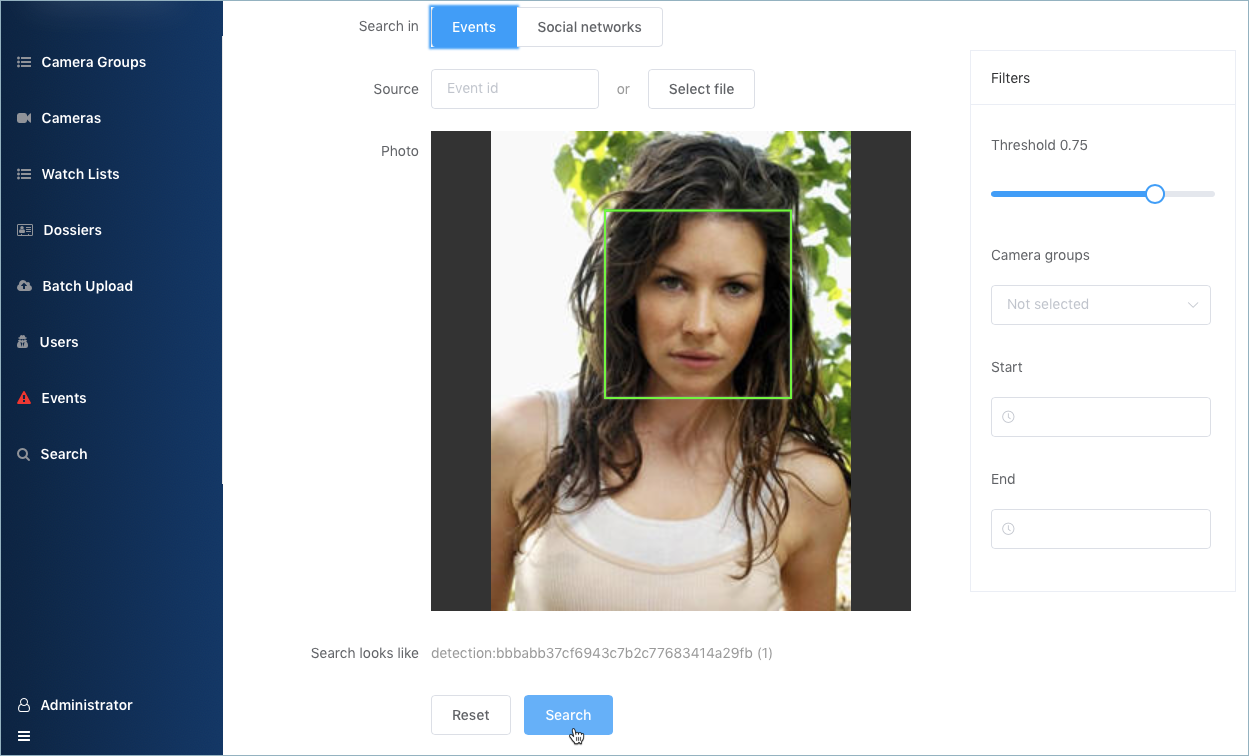 Camera Groups
Cameras
Watch Lists
Dossiers
Batch Upload
Users
Events
Search
Administrator
Search in
Events
Social networks
Source
Event id
or
Select file
Photo
Search looks like
detection:bbbabb37cf6943c7b2c77683414a29fb (1)
Reset
Search
Filters
Threshold 0.75
Camera groups
Not selected
Start
End